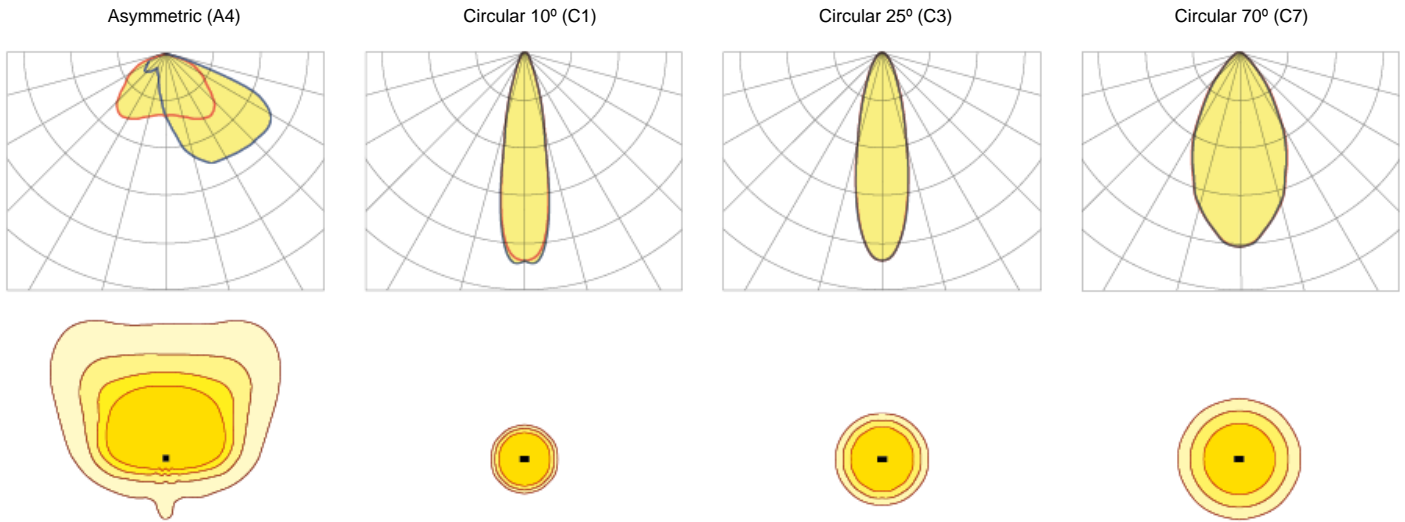 Asymmetric (A4)
Circular 10º (C1)
Circular 25º (C3)
Circular 70º (C7)